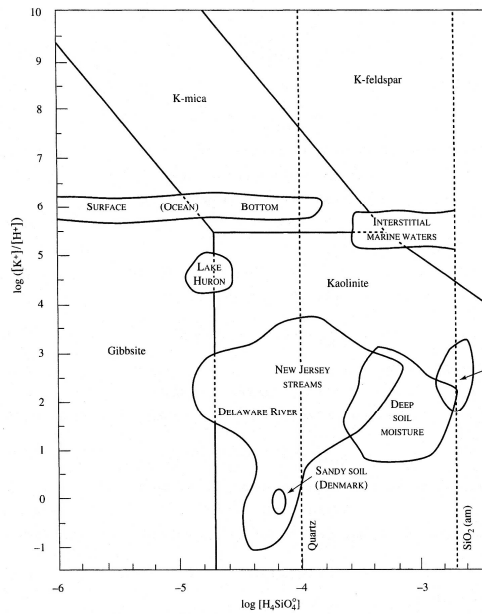 10
9
8
7
6
5
4
3
2
1
0
−1
log ([K⁺]/[H⁺])
K-mica
K-feldspar
SURFACE (OCEAN) BOTTOM
INTERSTITIAL
MARINE WATERS
LAKE
HURON
Kaolinite
Gibbsite
NEW JERSEY
STREAMS
DELAWARE RIVER
DEEP
SOIL
MOISTURE
SANDY SOIL
(DENMARK)
Quartz
SiO₂ (am)
−6 −5 −4 −3 −2
log [H₄SiO₄⁰]